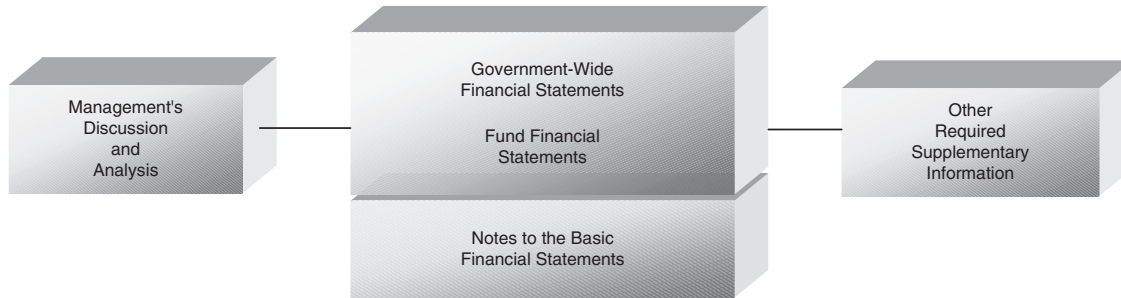 Management's
Discussion
and
Analysis
Government-Wide
Financial Statements
Fund Financial
Statements
Notes to the Basic
Financial Statements
Other
Required
Supplementary
Information